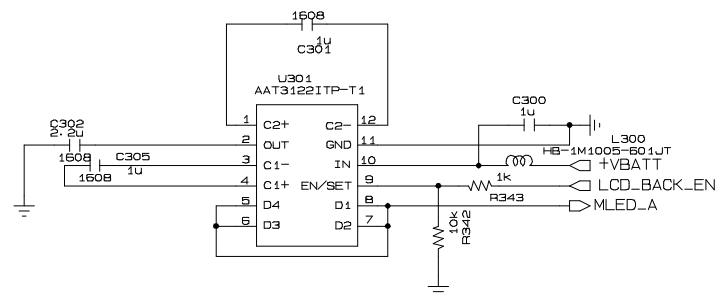 1608
1u
C301
U301
AAT3122ITP-T1
C300
1u
C302
2.2u
1608
C305
1u
1608
1 C2+ C2- 12
2 OUT GND 11
3 C1- IN 10
4 C1+ EN/SET 9
5 D4 D1 8
6 D3 D2 7
L300
HB-1M1005-601JT
+VBATT
1k
LCD_BACK_EN
R343
MLED_A
10k
R342